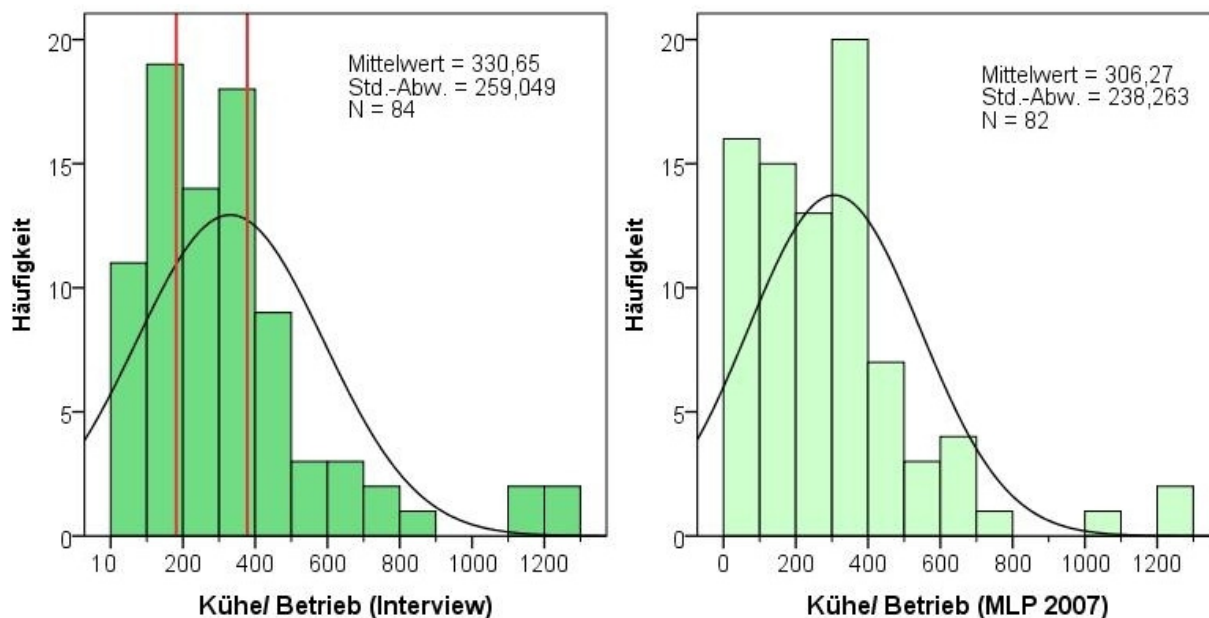 Häufigkeit
20
15
10
5
0
Mittelwert = 330,65
Std.-Abw. = 259,049
N = 84
10 200 400 600 800 1000 1200
Kühe/ Betrieb (Interview)
Häufigkeit
20
15
10
5
0
Mittelwert = 306,27
Std.-Abw. = 238,263
N = 82
0 200 400 600 800 1000 1200
Kühe/ Betrieb (MLP 2007)